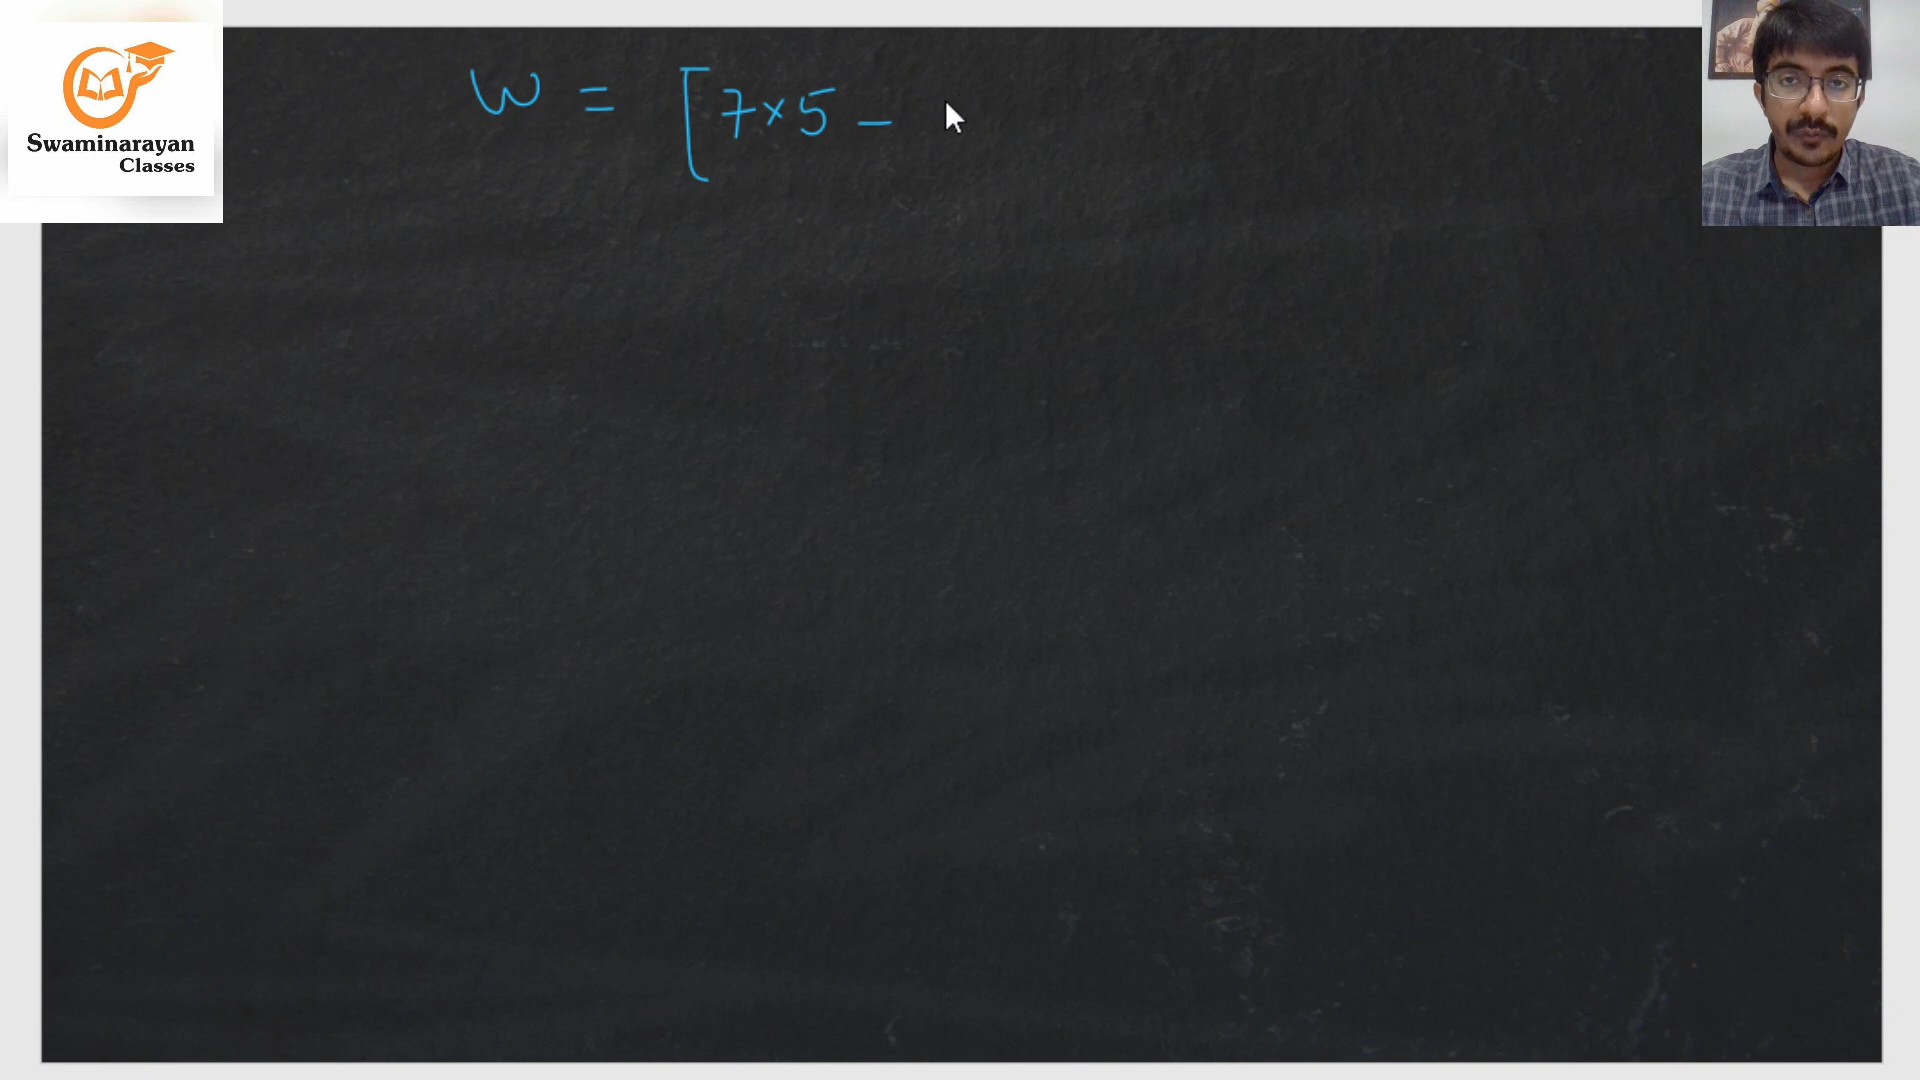 Swaminarayan
Classes
W = [7×5 –